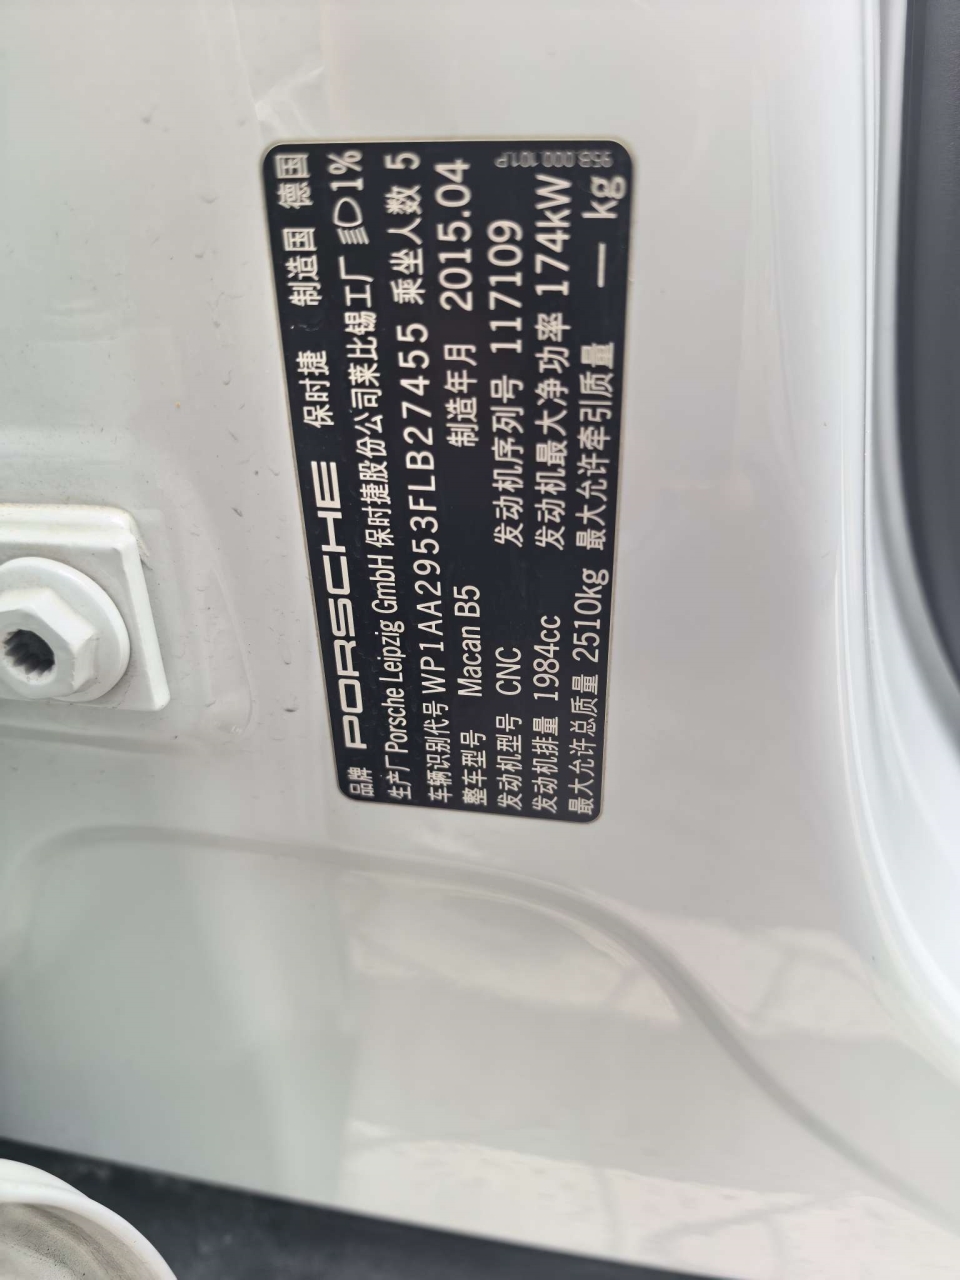 品牌 PORSCHE 保时捷 制造国 德国
生产厂 Porsche Leipzig GmbH 保时捷股份公司莱比锡工厂 1%
车辆识别代号 WP1AA2953FLB27455 乘坐人数 5
整车型号 Macan B5 制造年月 2015.04
发动机型号 CNC 发动机序列号 117109
发动机排量 1984cc 发动机最大净功率 174kW
最大允许总质量 2510kg 最大允许牵引质量 — kg
95B.000.101.P